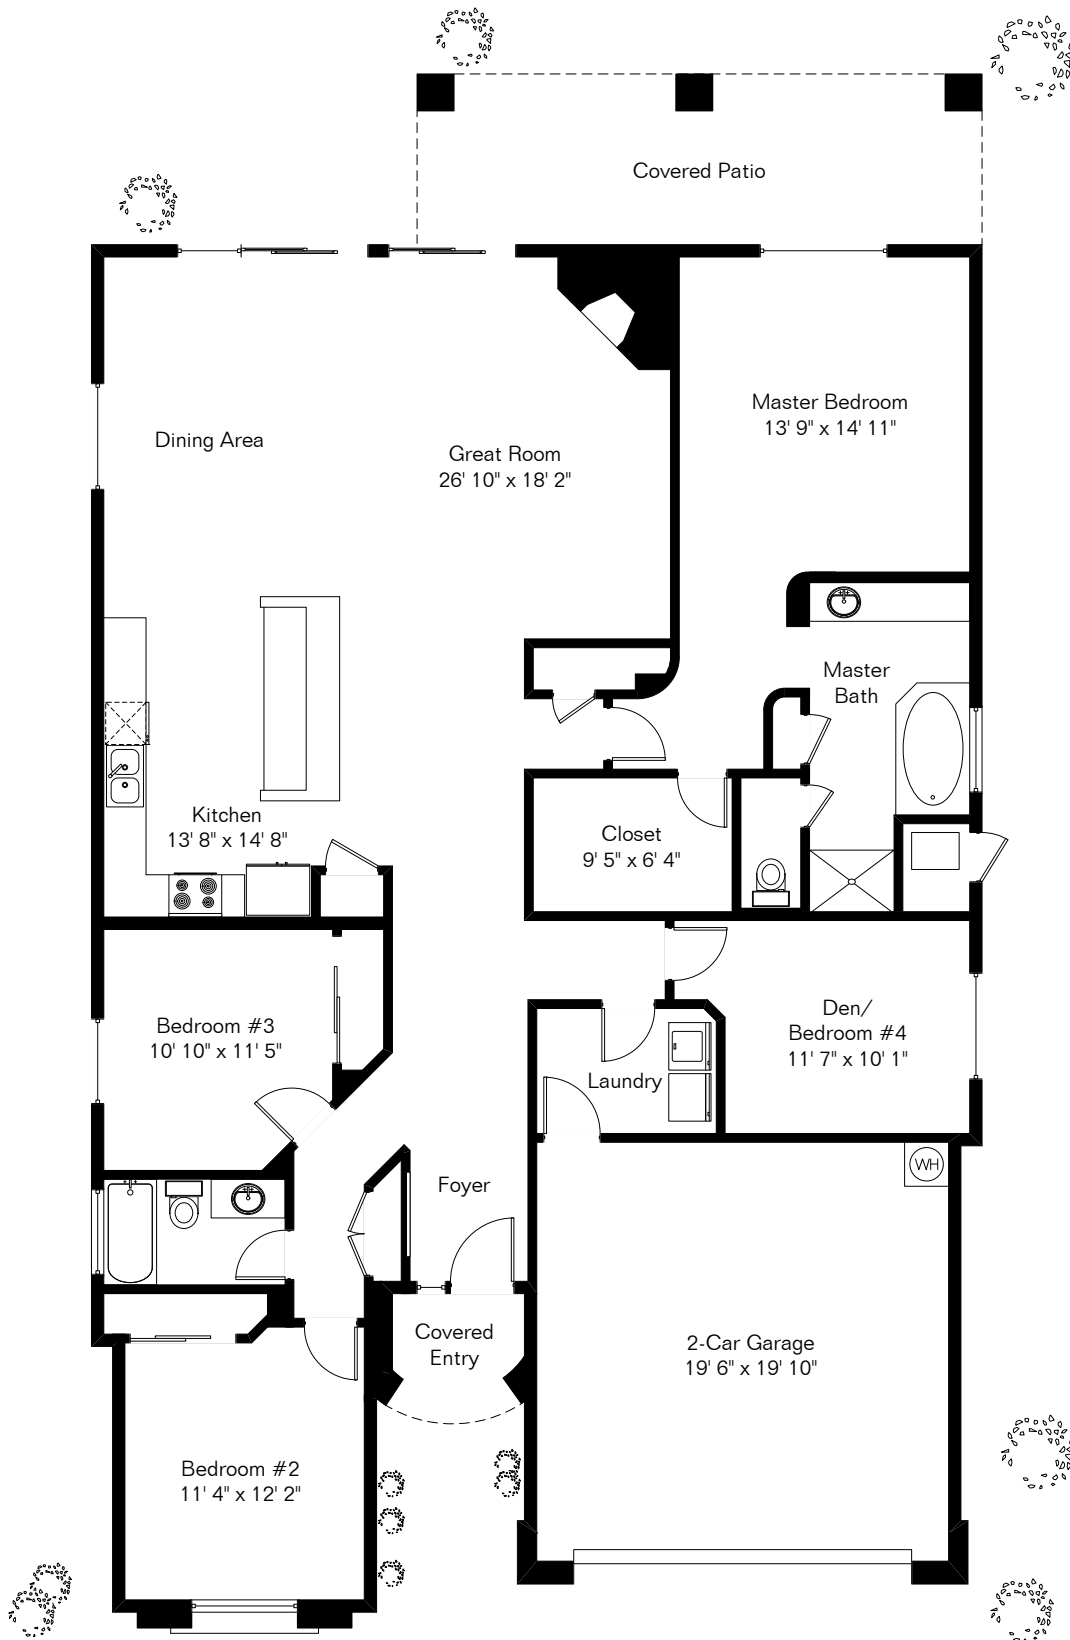 Covered Patio
Master Bedroom
13' 9" x 14' 11"
Dining Area
Great Room
26' 10" x 18' 2"
Master
Bath
Kitchen
13' 8" x 14' 8"
Closet
9' 5" x 6' 4"
Bedroom #3
10' 10" x 11' 5"
Den/
Bedroom #4
11' 7" x 10' 1"
Laundry
WH
Foyer
Covered
Entry
2-Car Garage
19' 6" x 19' 10"
Bedroom #2
11' 4" x 12' 2"